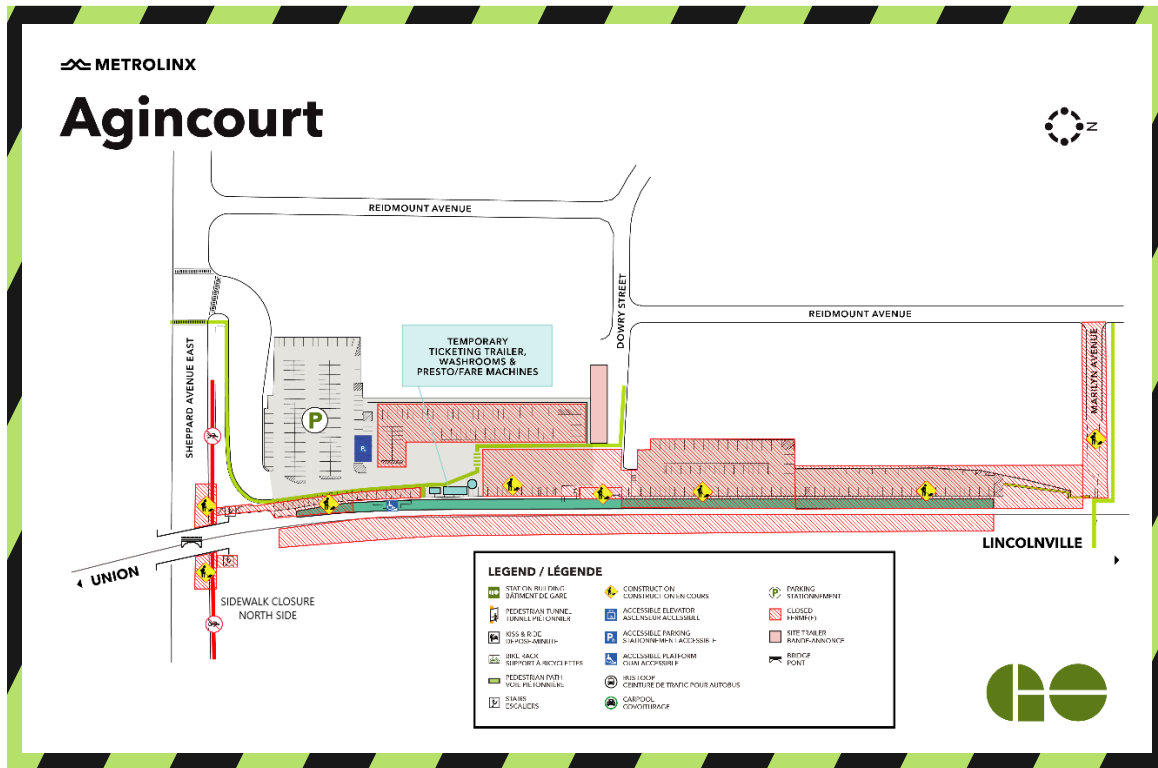 METROLINX
Agincourt
N
REIDMOUNT AVENUE
DOWRY STREET
REIDMOUNT AVENUE
SHEPPARD AVENUE EAST
TEMPORARY
TICKETING TRAILER,
WASHROOMS &
PRESTO/FARE MACHINES
MARILYN AVENUE
P
UNION
LINCOLNVILLE
SIDEWALK CLOSURE
NORTH SIDE
LEGEND / LÉGENDE
STATION BUILDING
BÂTIMENT DE GARE
PEDESTRIAN TUNNEL
TUNNEL PIÉTONNIER
KISS & RIDE
DÉPOSE-MINUTE
BIKE RACK
SUPPORT À BICYCLETTES
PEDESTRIAN PATH
VOIE PIÉTONNIÈRE
STAIRS
ESCALIERS
CONSTRUCTION
CONSTRUCTION EN COURS
ACCESSIBLE ELEVATOR
ASCENSEUR ACCESSIBLE
ACCESSIBLE PARKING
STATIONNEMENT ACCESSIBLE
ACCESSIBLE PLATFORM
QUAI ACCESSIBLE
BUS LOOP
CEINTURE DE TRAFIC POUR AUTOBUS
CARPOOL
COVOITURAGE
PARKING
STATIONNEMENT
CLOSED
FERMÉ(E)
SITE TRAILER
BANDE-ANNONCE
BRIDGE
PONT
GO